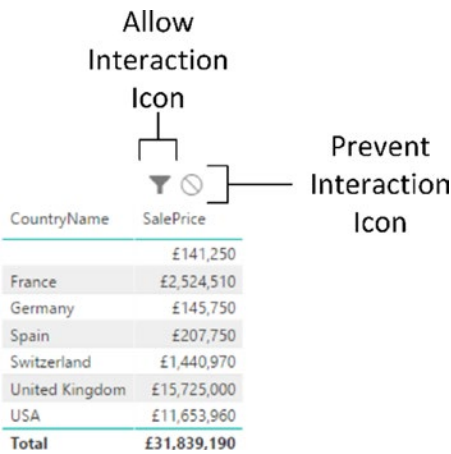 Allow
Interaction
Icon
Prevent
Interaction
Icon
CountryName SalePrice
£141,250
France £2,524,510
Germany £145,750
Spain £207,750
Switzerland £1,440,970
United Kingdom £15,725,000
USA £11,653,960
Total £31,839,190